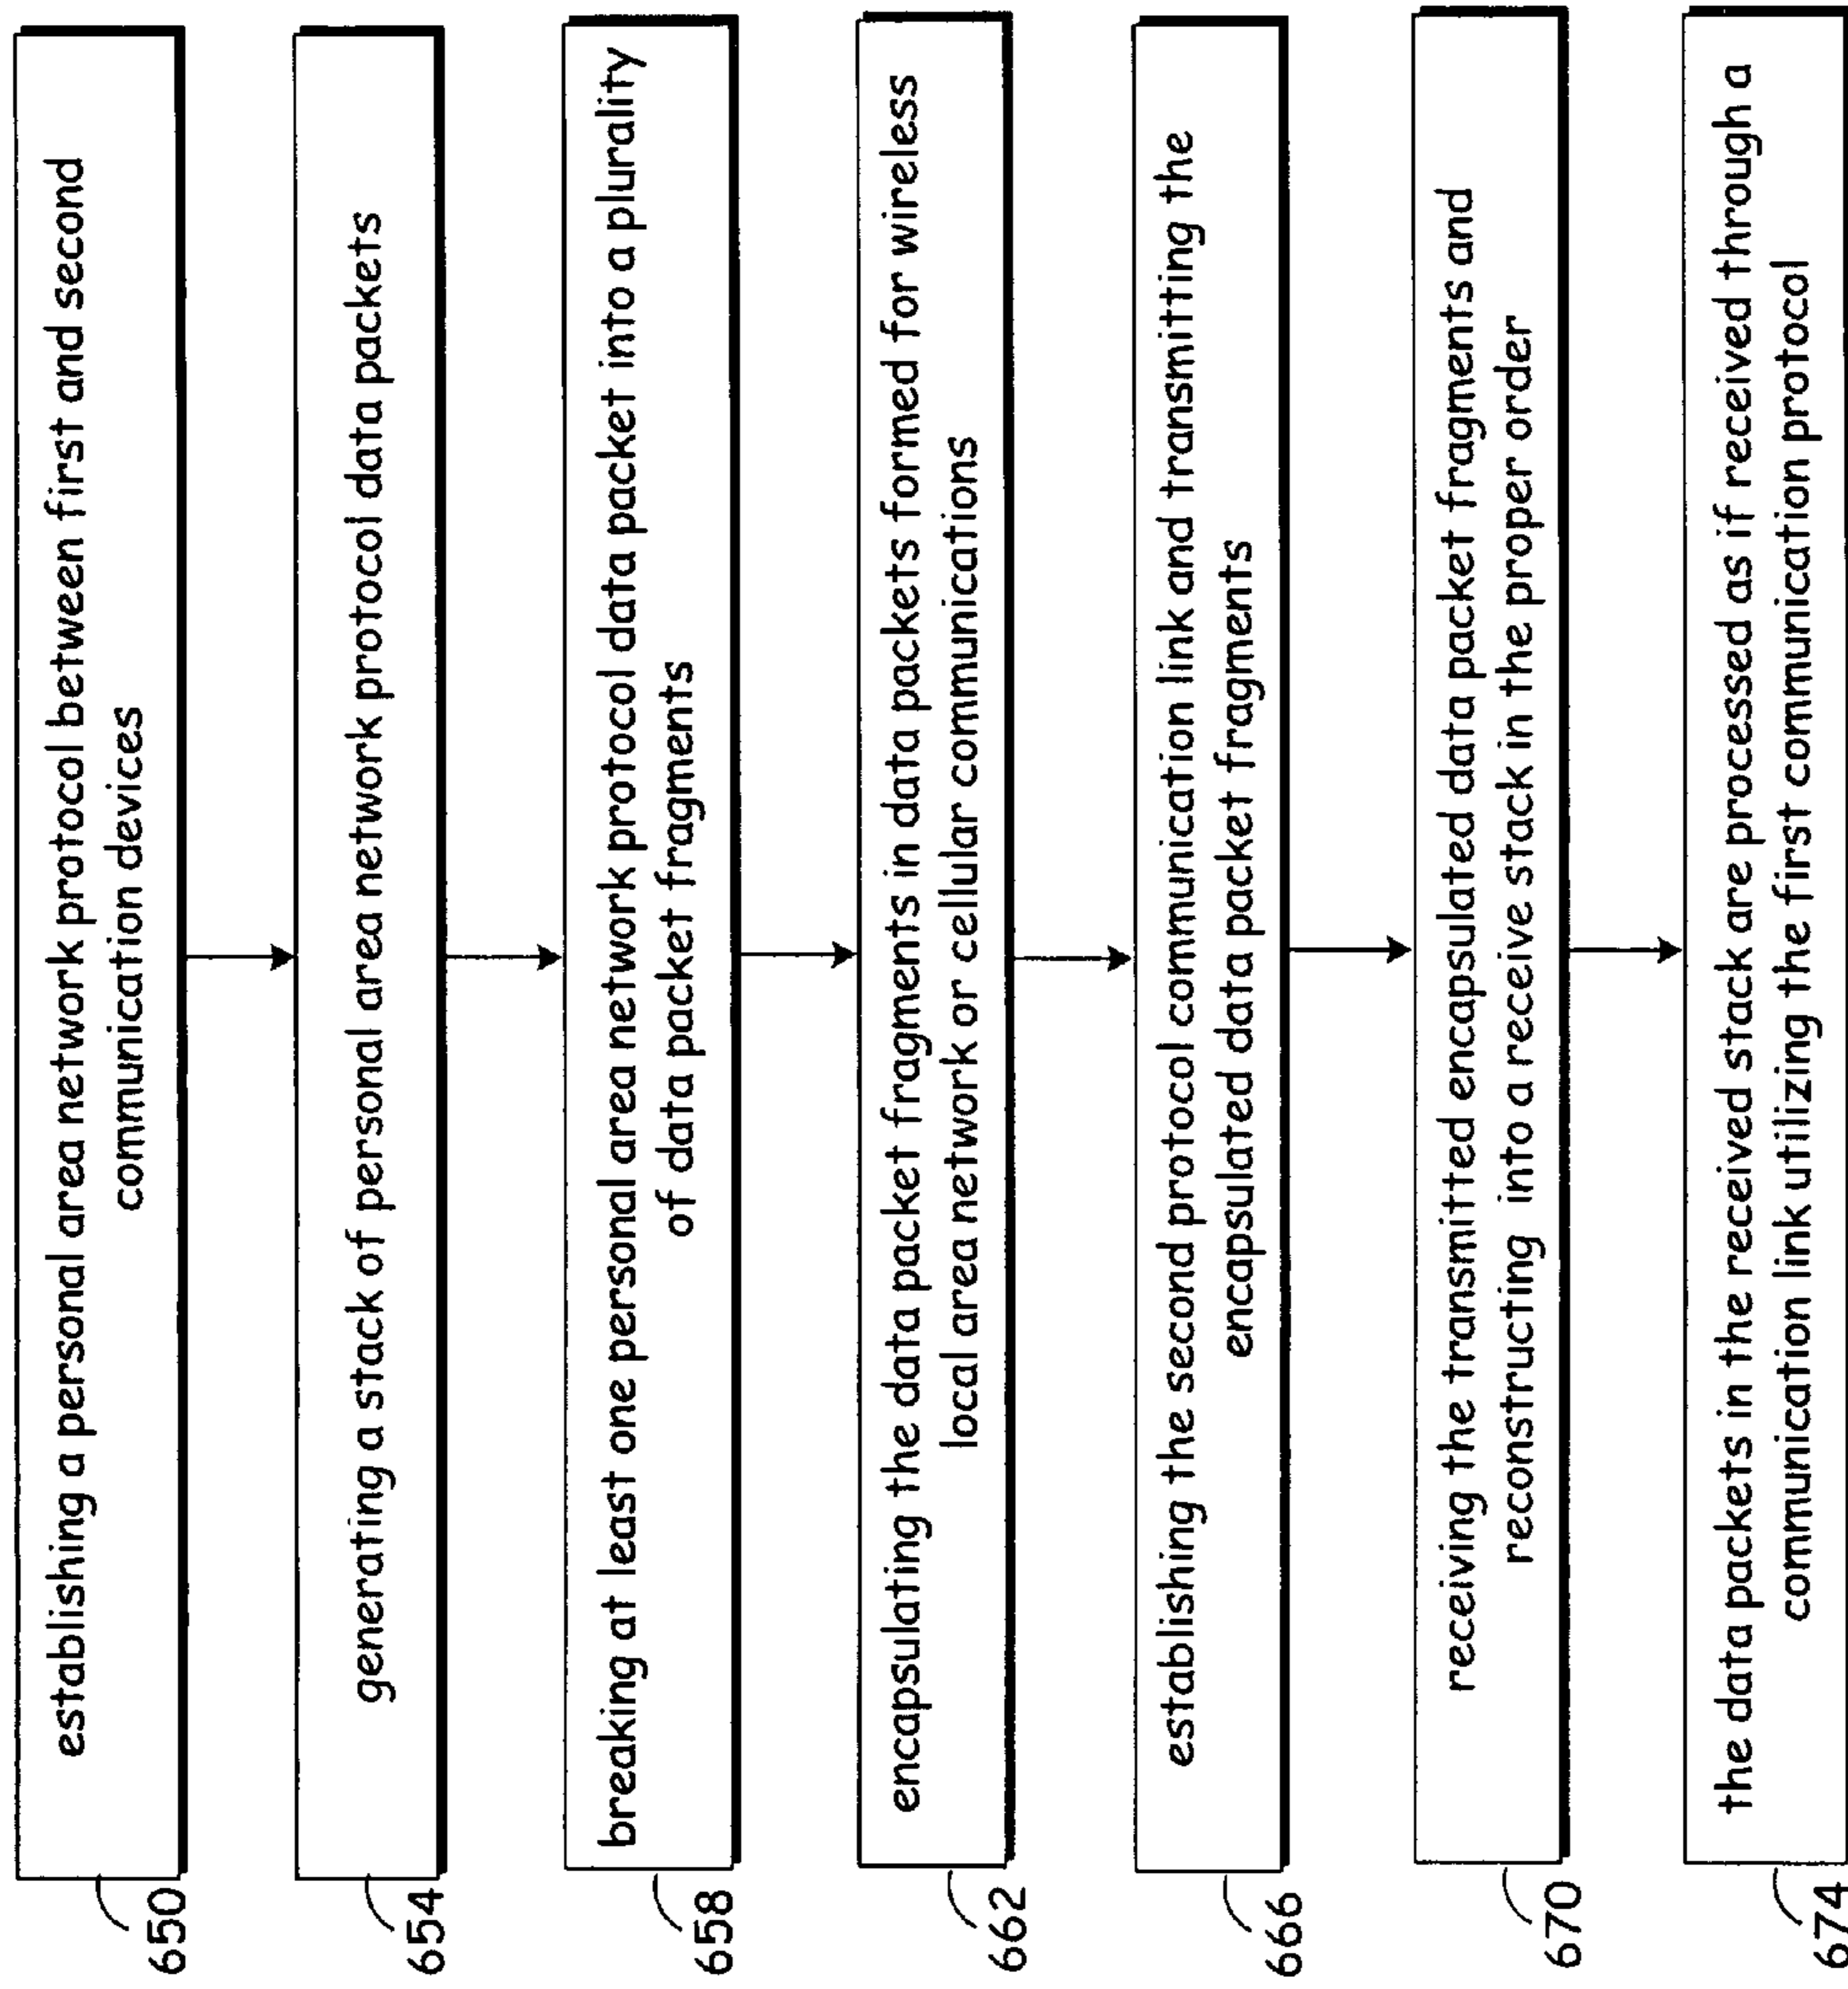 establishing a personal area network protocol between first and second
communication devices
650
generating a stack of personal area network protocol data packets
654
breaking at least one personal area network protocol data packet into a plurality
of data packet fragments
658
encapsulating the data packet fragments in data packets formed for wireless
local area network or cellular communications
662
establishing the second protocol communication link and transmitting the
encapsulated data packet fragments
666
receiving the transmitted encapsulated data packet fragments and
reconstructing into a receive stack in the proper order
670
the data packets in the received stack are processed as if received through a
communication link utilizing the first communication protocol
674